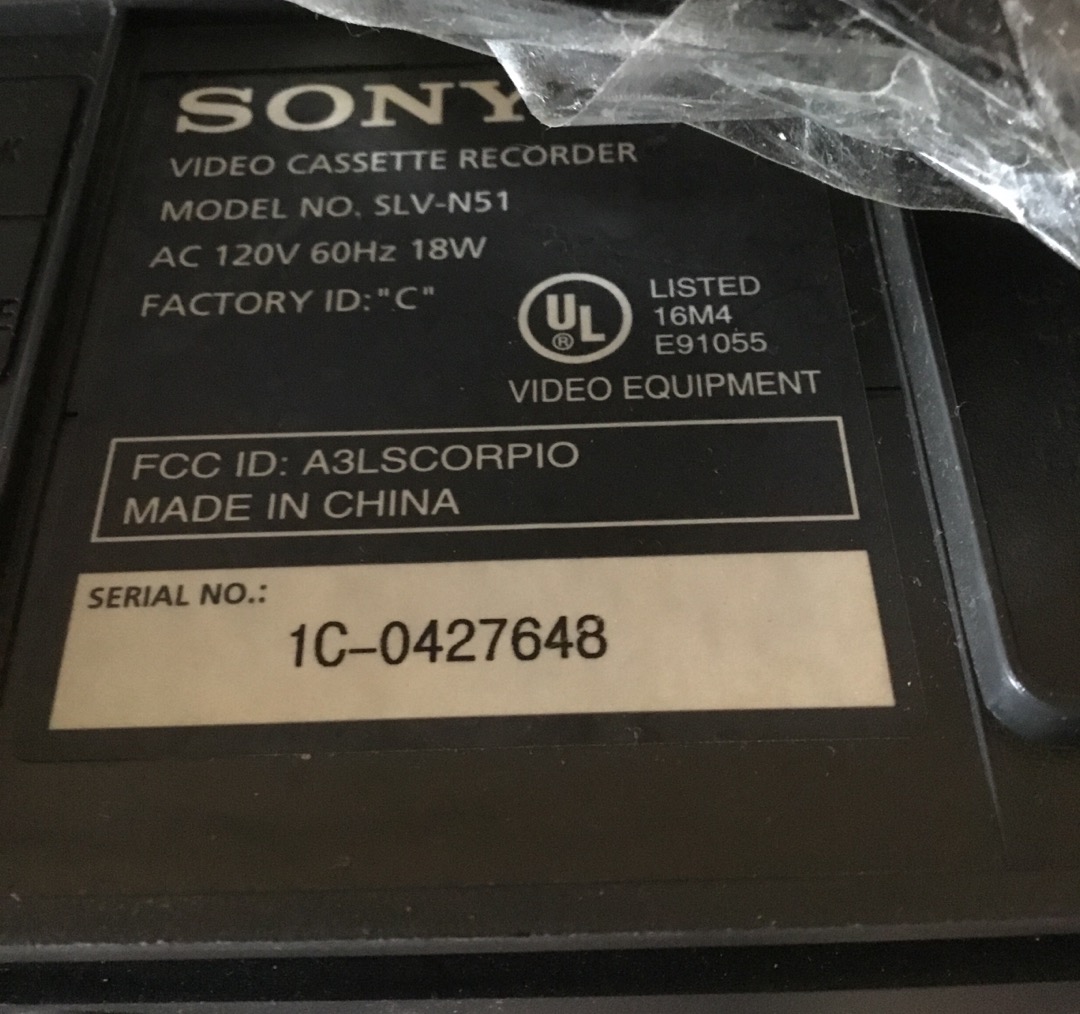 SONY
VIDEO CASSETTE RECORDER
MODEL NO. SLV-N51
AC 120V 60Hz 18W
FACTORY ID:"C"
UL
®
LISTED
16M4
E91055
VIDEO EQUIPMENT
FCC ID: A3LSCORPIO
MADE IN CHINA
SERIAL NO.:
1C-0427648